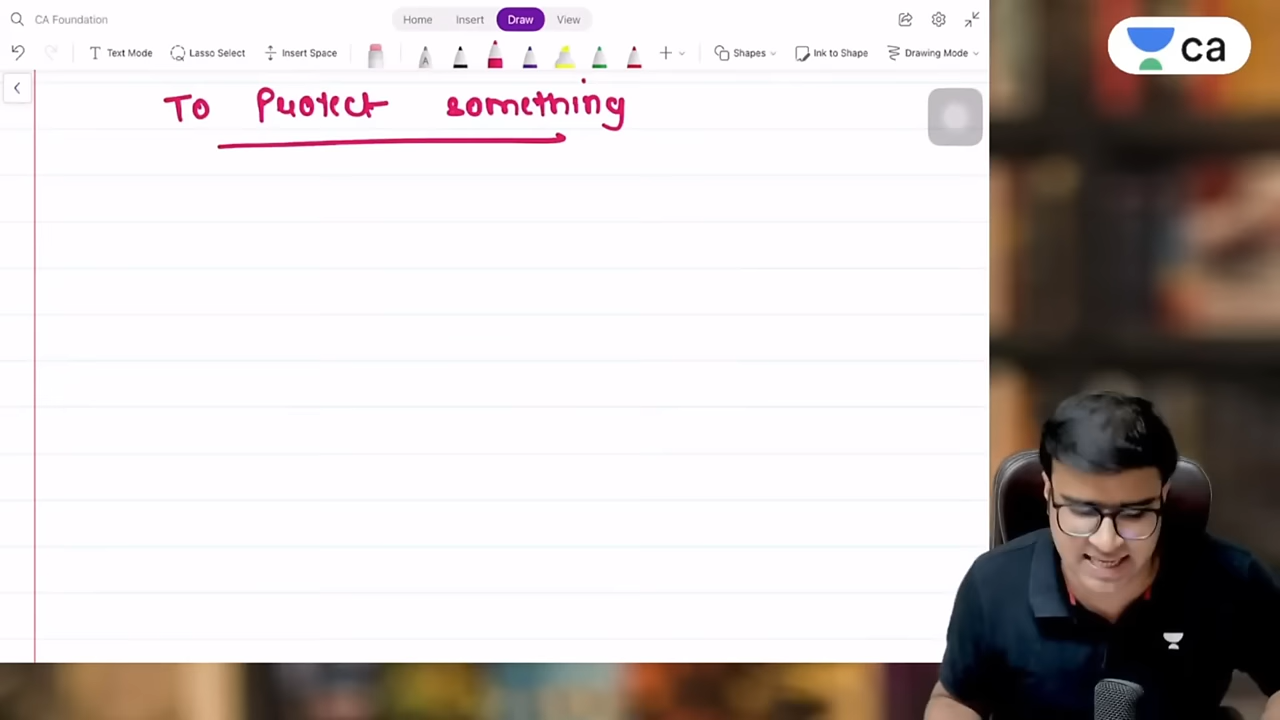 CA Foundation
Home Insert Draw View
Text Mode Lasso Select Insert Space A Shapes Ink to Shape Drawing Mode
ca
To Protect something